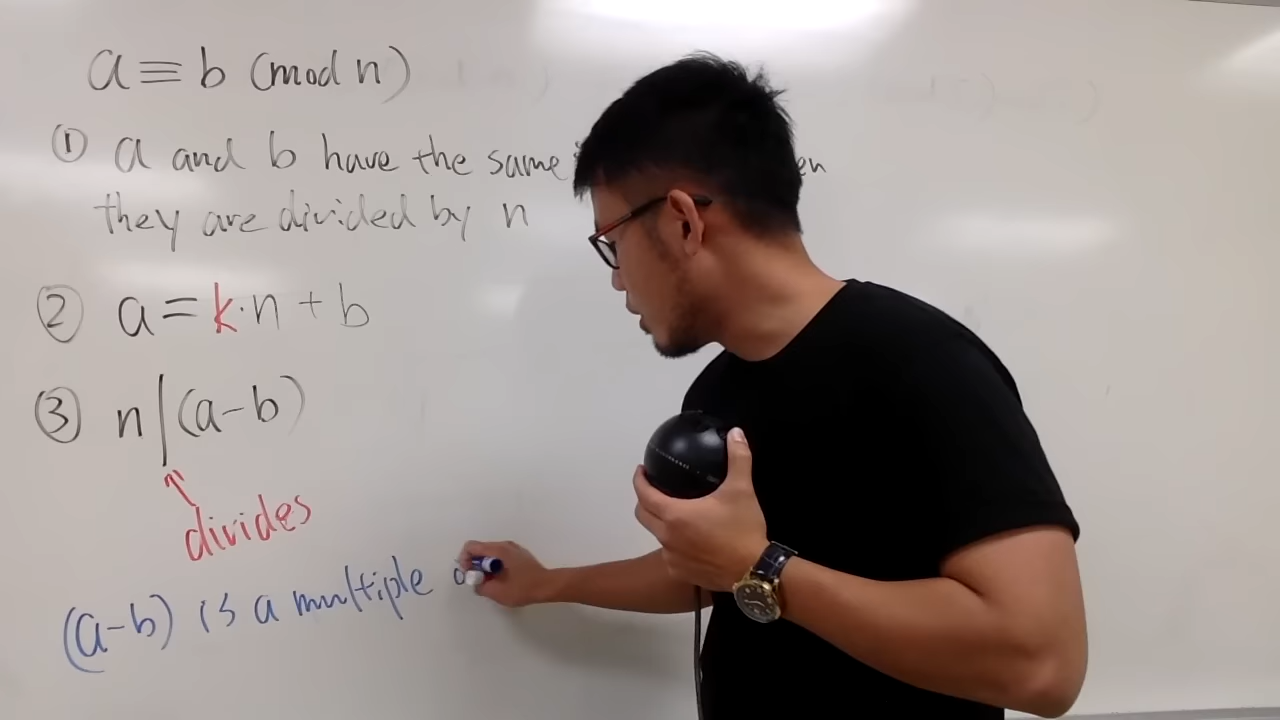 a ≡ b (mod n)
① a and b have the same
they are divided by n
② a = k·n + b
③ n | (a-b)
divides
(a-b) is a multiple